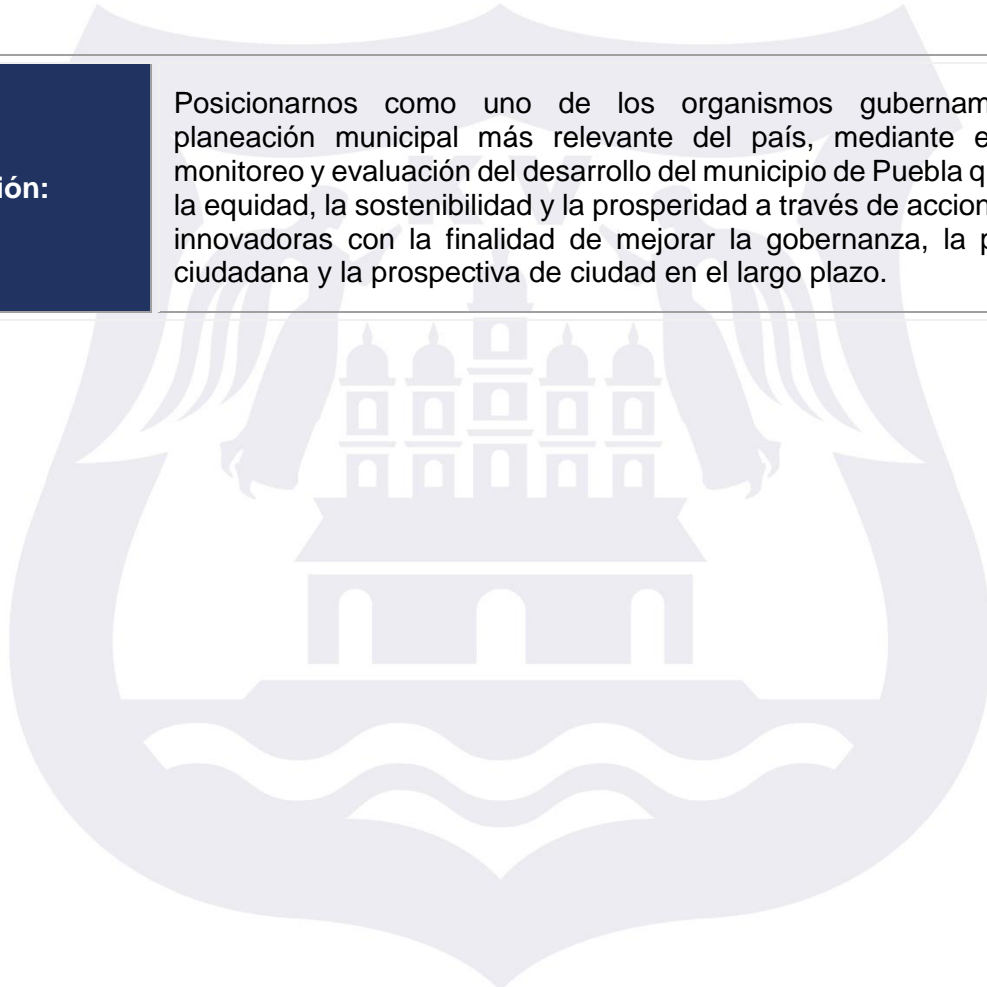 ión:
Posicionarnos como uno de los organismos gubernam
planeación municipal más relevante del país, mediante e
monitoreo y evaluación del desarrollo del municipio de Puebla q
la equidad, la sostenibilidad y la prosperidad a través de accion
innovadoras con la finalidad de mejorar la gobernanza, la p
ciudadana y la prospectiva de ciudad en el largo plazo.
KV